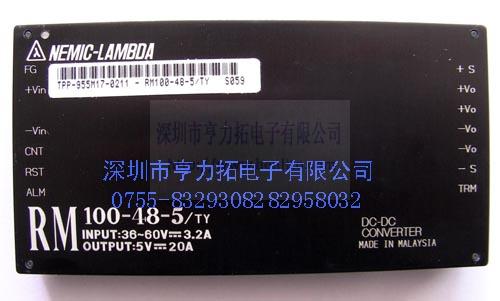 NEMIC-LAMBDA
FG
TPP-955M17-0211 - RM100-48-5/TY S059
+Vin
-Vin
CNT
RST
ALM
+S
+Vo
+Vo
-Vo
-Vo
-S
TRM
深圳市亨力拓电子有限公司
深圳市亨力拓电子有限公司
0755-83293082 82958032
RM 100-48-5/TY
INPUT:36~60V⎓3.2A
OUTPUT:5V⎓20A
DC-DC
CONVERTER
MADE IN MALAYSIA